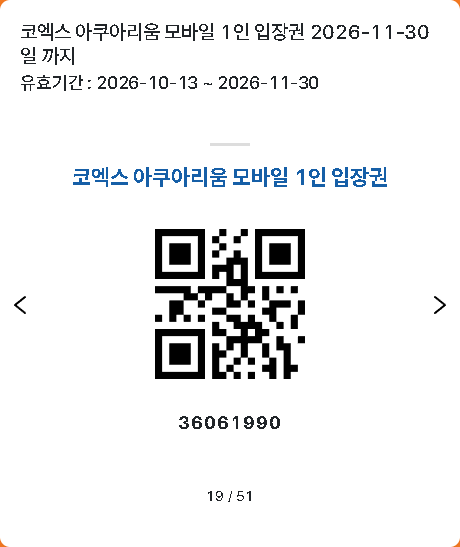 코엑스 아쿠아리움 모바일 1인 입장권 2026-11-30
일 까지
유효기간 : 2026-10-13 ~ 2026-11-30
코엑스 아쿠아리움 모바일 1인 입장권
36061990
19 / 51